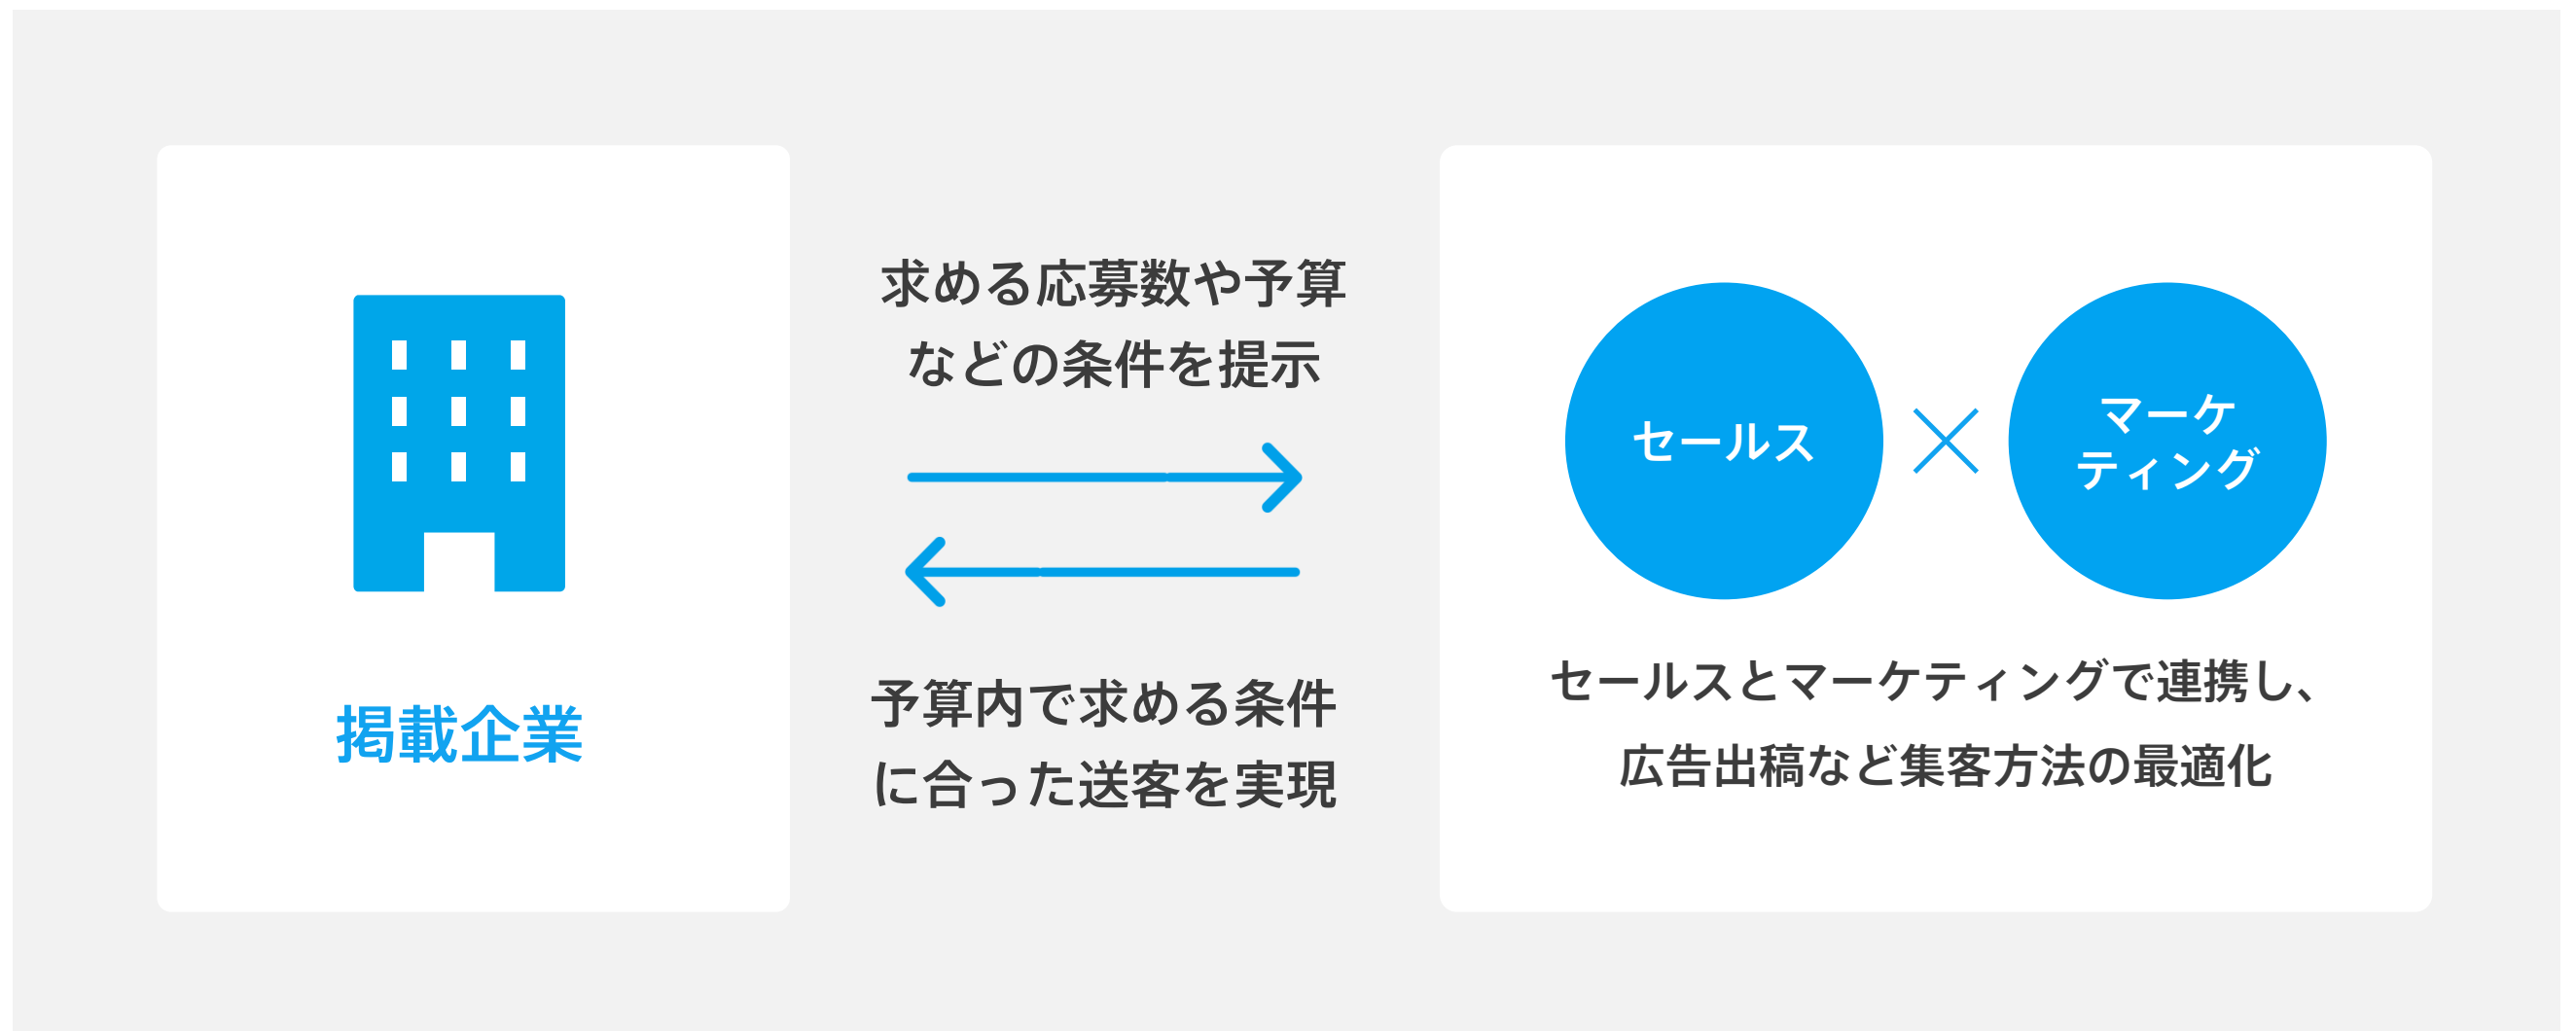 掲載企業
求める応募数や予算
などの条件を提示
予算内で求める条件
に合った送客を実現
セールス
マーケ
ティング
セールスとマーケティングで連携し、
広告出稿など集客方法の最適化